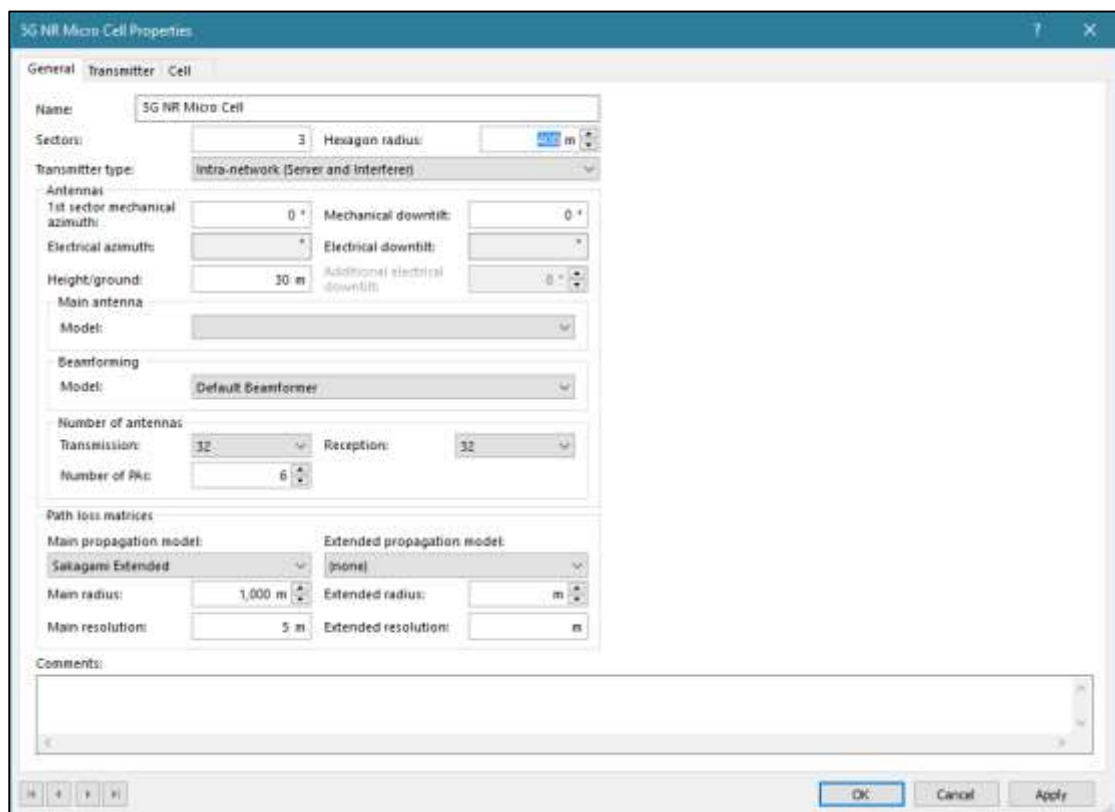 5G NR Micro Cell Properties ? X
General Transmitter Cell
Name: 5G NR Micro Cell
Sectors: 3 Hexagon radius: 400 m
Transmitter type: Intra-network (Server and Interferer)
Antennas
1st sector mechanical azimuth: 0 ° Mechanical downtilt: 0 °
Electrical azimuth: ° Electrical downtilt: °
Height/ground: 30 m Additional electrical downtilt: 0 °
Main antenna
Model:
Beamforming
Model: Default Beamformer
Number of antennas
Transmission: 32 Reception: 32
Number of PAs: 6
Path loss matrices
Main propagation model: Extended propagation model:
Sakagami Extended (none)
Main radius: 1,000 m Extended radius: m
Main resolution: 5 m Extended resolution: m
Comments:
OK Cancel Apply